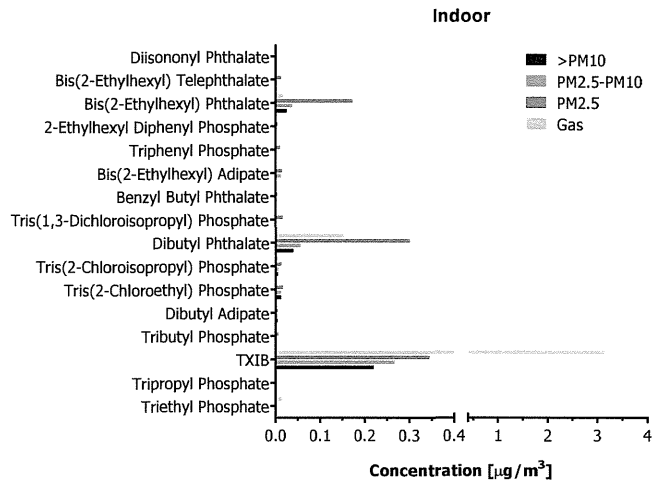 Indoor
>PM10
PM2.5-PM10
PM2.5
Gas
Diisononyl Phthalate
Bis(2-Ethylhexyl) Telephthalate
Bis(2-Ethylhexyl) Phthalate
2-Ethylhexyl Diphenyl Phosphate
Triphenyl Phosphate
Bis(2-Ethylhexyl) Adipate
Benzyl Butyl Phthalate
Tris(1,3-Dichloroisopropyl) Phosphate
Dibutyl Phthalate
Tris(2-Chloroisopropyl) Phosphate
Tris(2-Chloroethyl) Phosphate
Dibutyl Adipate
Tributyl Phosphate
TXIB
Tripropyl Phosphate
Triethyl Phosphate
0.0 0.1 0.2 0.3 0.4 1 2 3 4
Concentration [µg/m³]